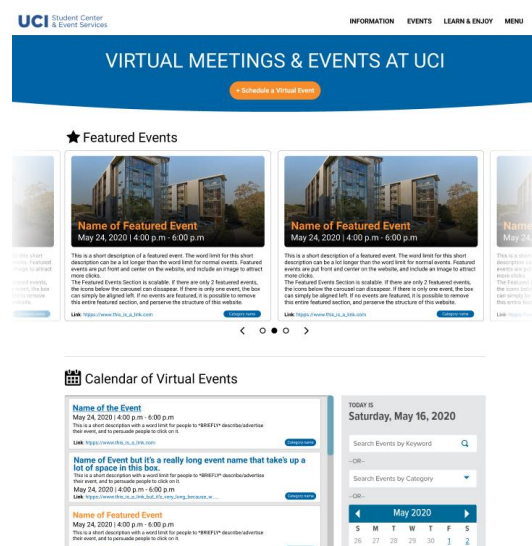 UCI Student Center & Event Services
INFORMATION EVENTS LEARN & ENJOY MENU
VIRTUAL MEETINGS & EVENTS AT UCI
+ Schedule a Virtual Event
Featured Events
Name of Featured Event
May 24, 2020 | 4:00 p.m - 6:00 p.m
This is a short description of a featured event. The word limit for this short
description can be a lot longer than the word limit for normal events. Featured
events are put front and center on the website, and include an image to attract
more clicks.
The Featured Events Section is scalable. If there are only 2 featured events,
the icons below the carousel can dissapear. If there is only one event, the box
can simply be aligned left. If no events are featured, it is possible to remove
this entire featured section, and perserve the structure of this website.
Link: htpps://www.this_is_a_link.com
Category name
Name of Featured Event
May 24, 2020 | 4:00 p.m - 6:00 p.m
This is a short description of a featured event. The word limit for this short
description can be a lot longer than the word limit for normal events. Featured
events are put front and center on the website, and include an image to attract
more clicks.
The Featured Events Section is scalable. If there are only 2 featured events,
the icons below the carousel can dissapear. If there is only one event, the box
can simply be aligned left. If no events are featured, it is possible to remove
this entire featured section, and perserve the structure of this website.
Link: htpps://www.this_is_a_link.com
Category name
Calendar of Virtual Events
Name of the Event
May 24, 2020 | 4:00 p.m - 6:00 p.m
This is a short description with a word limit for people to *BRIEFLY* describe/advertise
their event, and to persuade people to click on it.
Link: htpps://www.this_is_a_link.com
Category name
Name of Event but it's a really long event name that take's up a
lot of space in this box.
This is a short description with a word limit for people to *BRIEFLY* describe/advertise
their event, and to persuade people to click on it.
May 24, 2020 | 4:00 p.m - 6:00 p.m
Link: htpps://www.this_is_a_link_but_it's_very_long_because_w....
Category name
Name of Featured Event
May 24, 2020 | 4:00 p.m - 6:00 p.m
This is a short description with a word limit for people to *BRIEFLY* describe/advertise
their event, and to persuade people to click on it.
TODAY IS
Saturday, May 16, 2020
Search Events by Keyword
--OR--
Search Events by Category
--OR--
May 2020
S M T W T F S
26 27 28 29 30 1 2